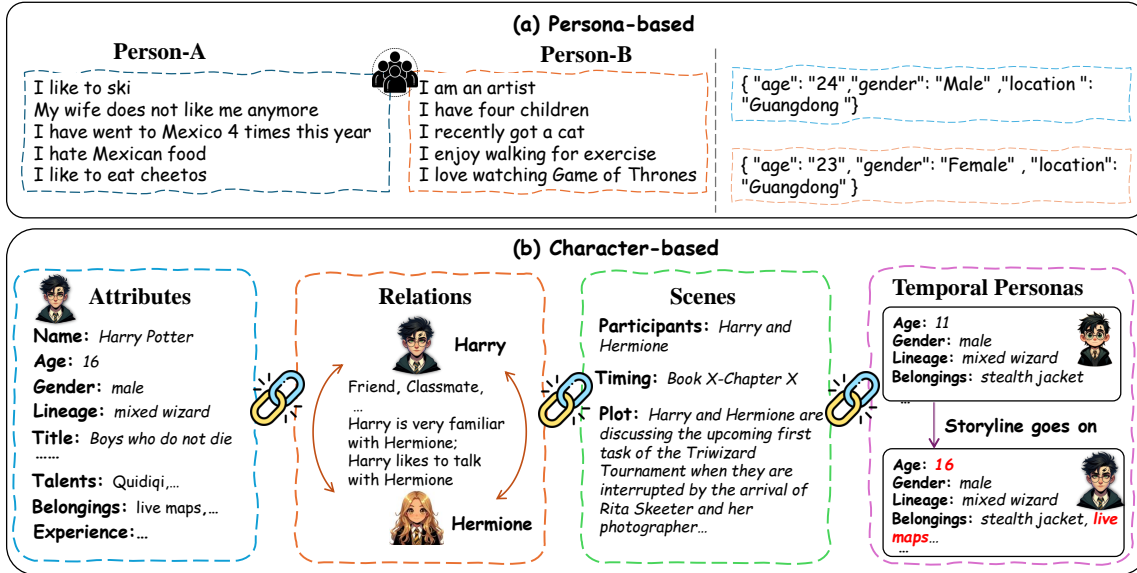 (a) Persona-based
Person-A
I like to ski
My wife does not like me anymore
I have went to Mexico 4 times this year
I hate Mexican food
I like to eat cheetos
Person-B
I am an artist
I have four children
I recently got a cat
I enjoy walking for exercise
I love watching Game of Thrones
{ "age": "24","gender": "Male" ,"location ":
"Guangdong "}
{ "age": "23", "gender": "Female" , "location":
"Guangdong" }
(b) Character-based
Attributes
Name: Harry Potter
Age: 16
Gender: male
Lineage: mixed wizard
Title: Boys who do not die
......
Talents: Quidiqi,...
Belongings: live maps,...
Experience:...
Relations
Harry
Friend, Classmate,
...
Harry is very familiar
with Hermione;
Harry likes to talk
with Hermione
Hermione
Scenes
Participants: Harry and
Hermione
Timing: Book X-Chapter X
Plot: Harry and Hermione are
discussing the upcoming first
task of the Triwizard
Tournament when they are
interrupted by the arrival of
Rita Skeeter and her
photographer...
Temporal Personas
Age: 11
Gender: male
Lineage: mixed wizard
Belongings: stealth jacket
...
Storyline goes on
Age: 16
Gender: male
Lineage: mixed wizard
Belongings: stealth jacket, live
maps...
...